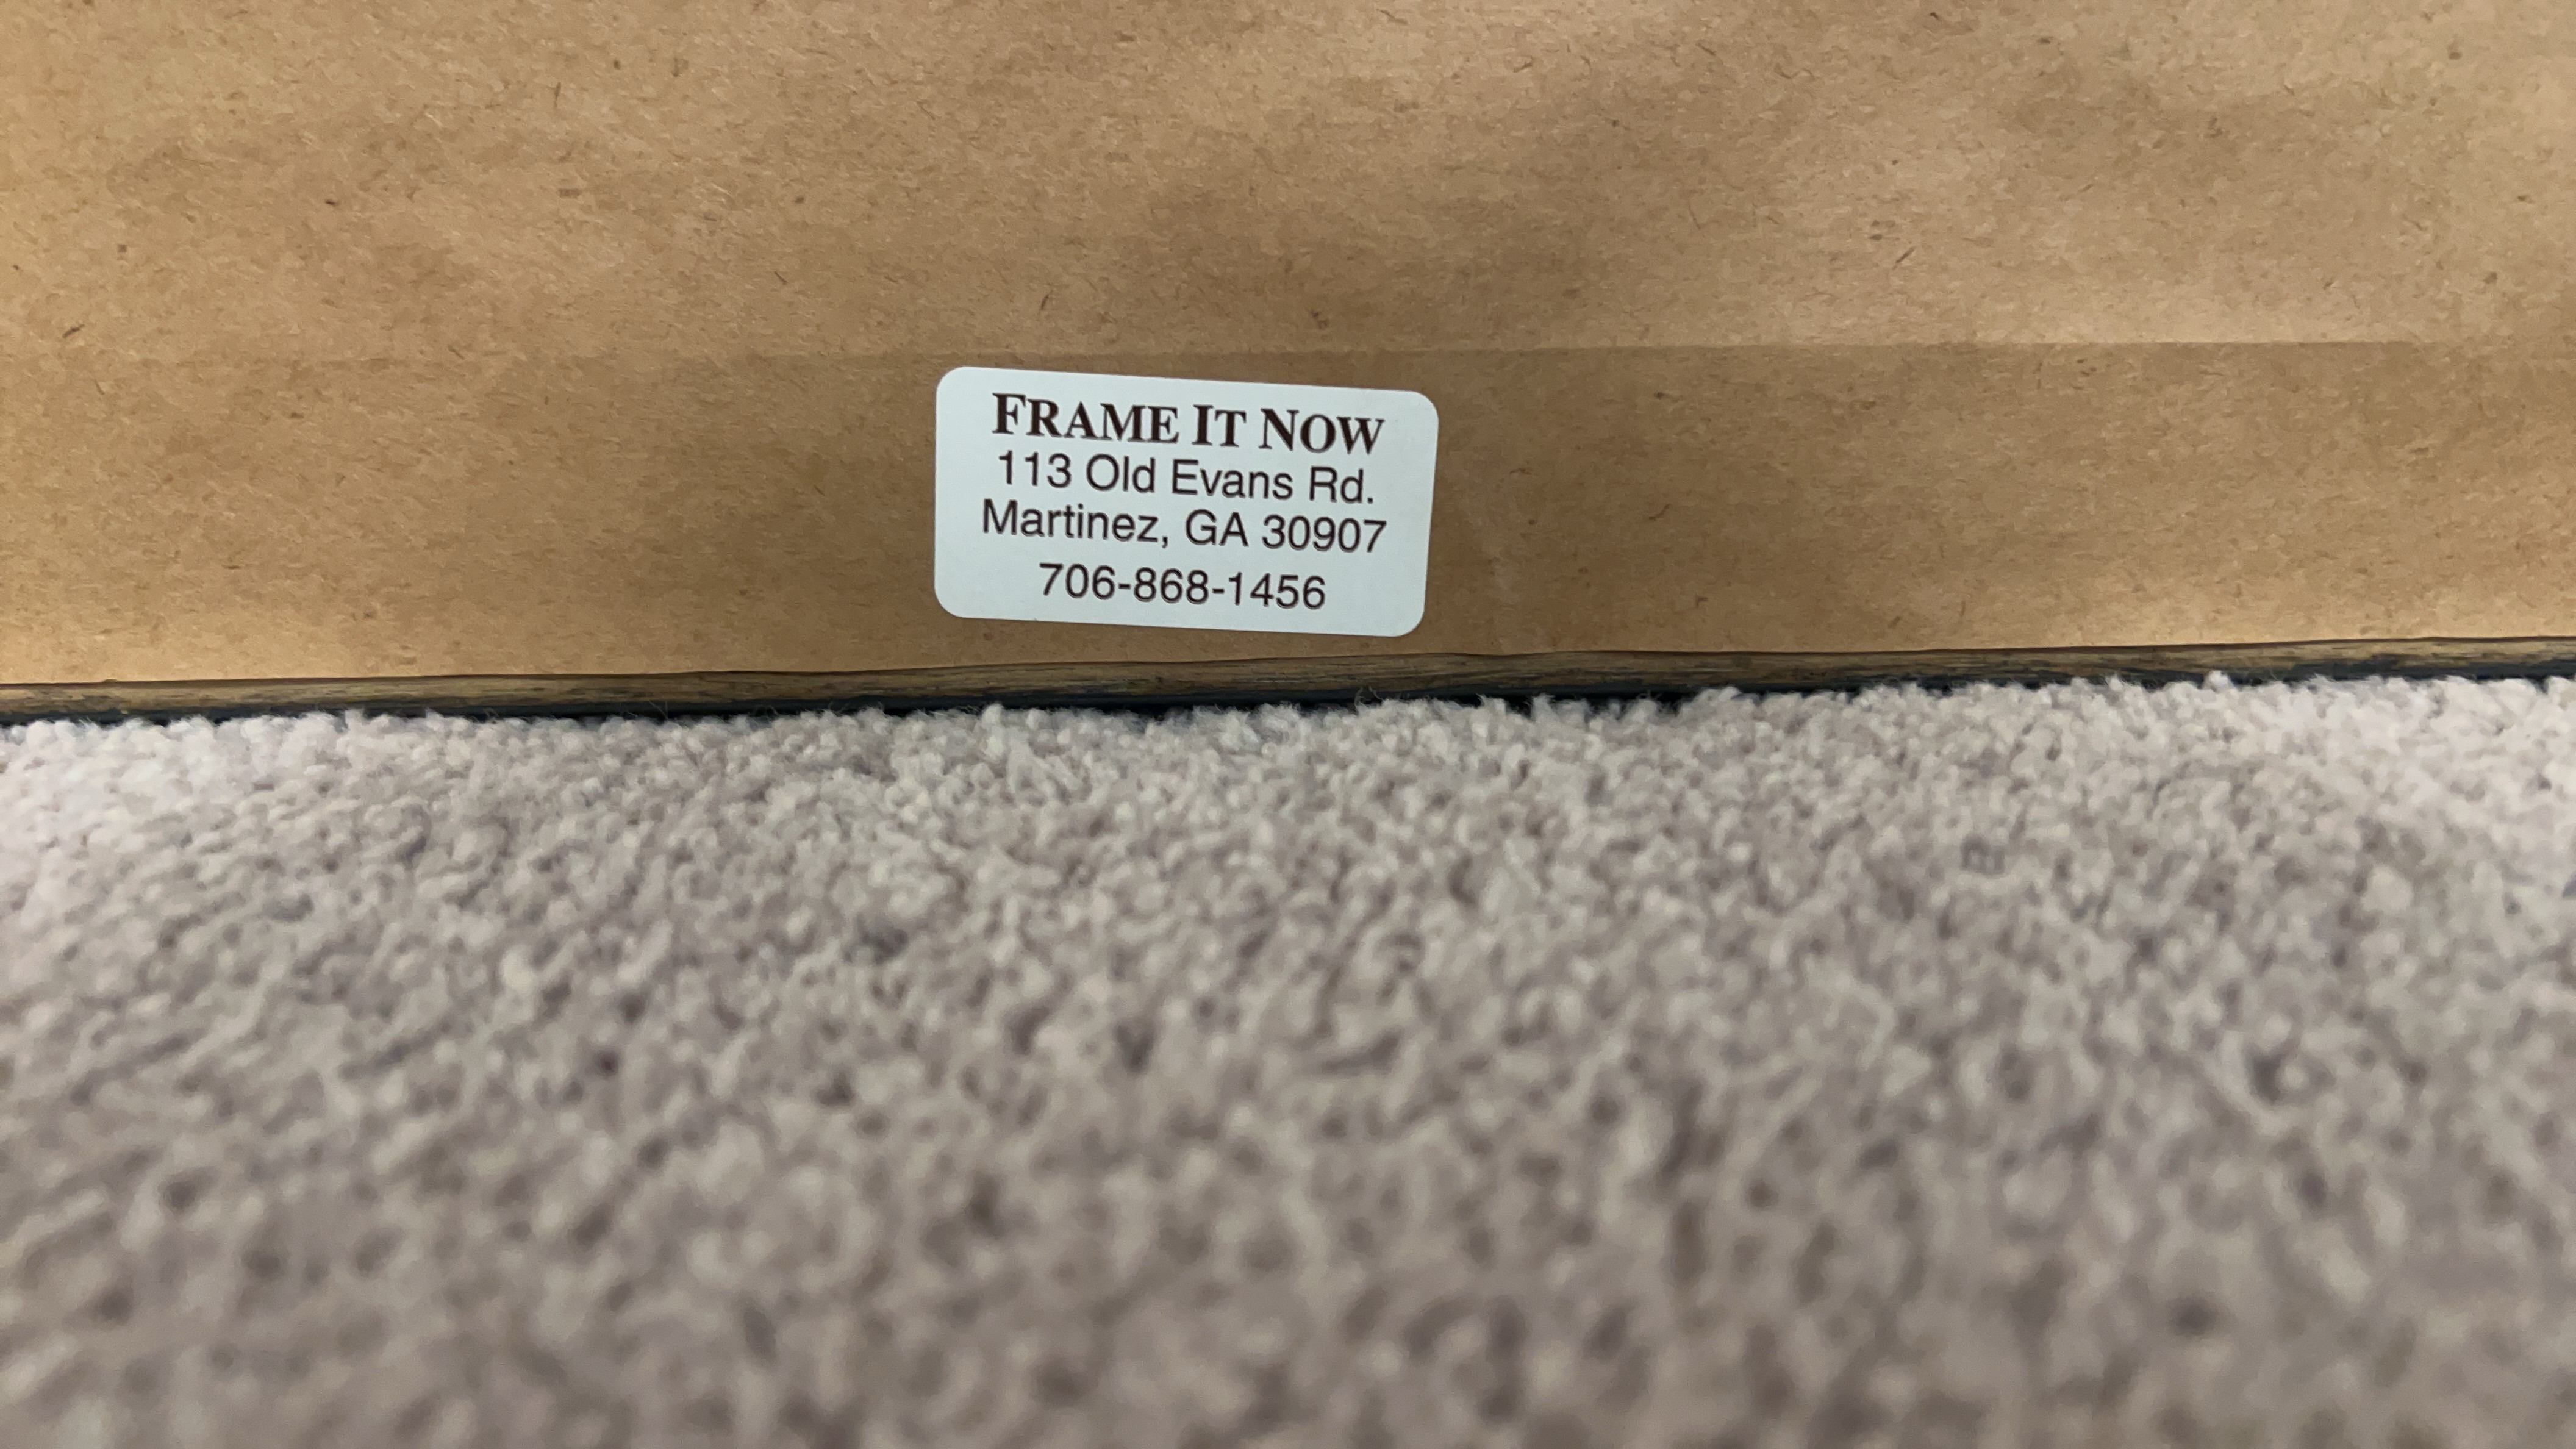 FRAME IT NOW
113 Old Evans Rd.
Martinez, GA 30907
706-868-1456